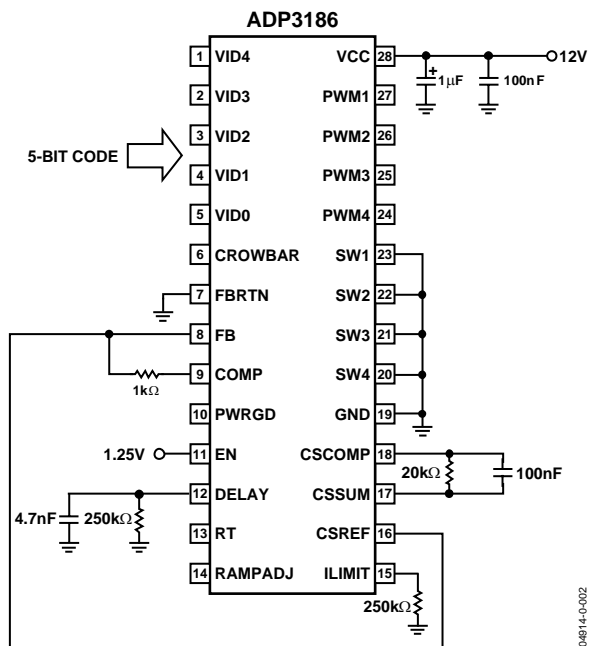 ADP3186
1 VID4
VCC 28
12V
1μF
100nF
2 VID3
PWM1 27
3 VID2
PWM2 26
5-BIT CODE
4 VID1
PWM3 25
5 VID0
PWM4 24
6 CROWBAR
SW1 23
7 FBRTN
SW2 22
8 FB
SW3 21
9 COMP
SW4 20
1kΩ
10 PWRGD
GND 19
1.25V
11 EN
CSCOMP 18
20kΩ
100nF
12 DELAY
CSSUM 17
4.7nF
250kΩ
13 RT
CSREF 16
14 RAMPADJ
ILIMIT 15
250kΩ
04914-0-002